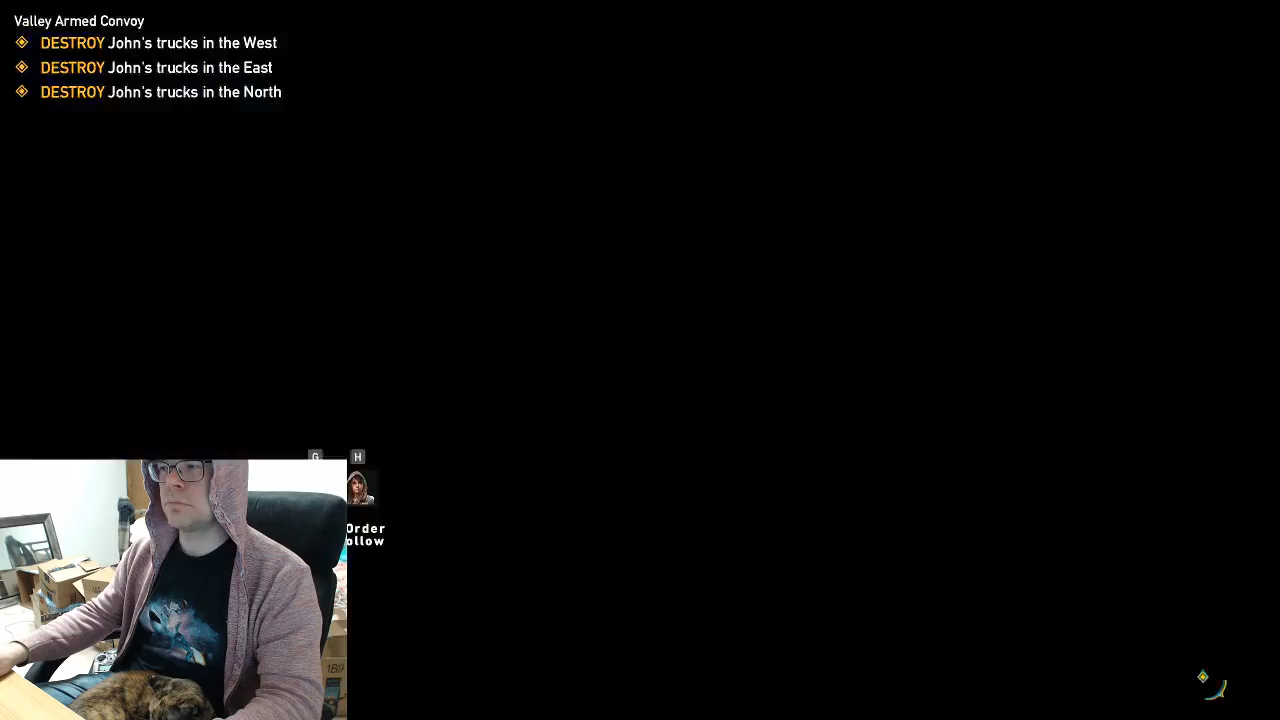 Valley Armed Convoy
DESTROY John's trucks in the West
DESTROY John's trucks in the East
DESTROY John's trucks in the North
G
H
Order
ollow